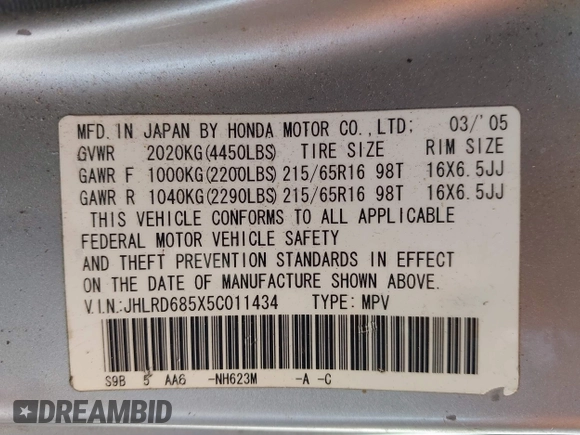 MFD. IN JAPAN BY HONDA MOTOR CO., LTD; 03/'05
GVWR 2020KG(4450LBS) TIRE SIZE RIM SIZE
GAWR F 1000KG(2200LBS) 215/65R16 98T 16X6.5JJ
GAWR R 1040KG(2290LBS) 215/65R16 98T 16X6.5JJ
THIS VEHICLE CONFORMS TO ALL APPLICABLE
FEDERAL MOTOR VEHICLE SAFETY
AND THEFT PREVENTION STANDARDS IN EFFECT
ON THE DATE OF MANUFACTURE SHOWN ABOVE.
V.I.N.:JHLRD685X5C011434 TYPE: MPV
S9B 5 AA6 -NH623M -A -C
DREAMBID